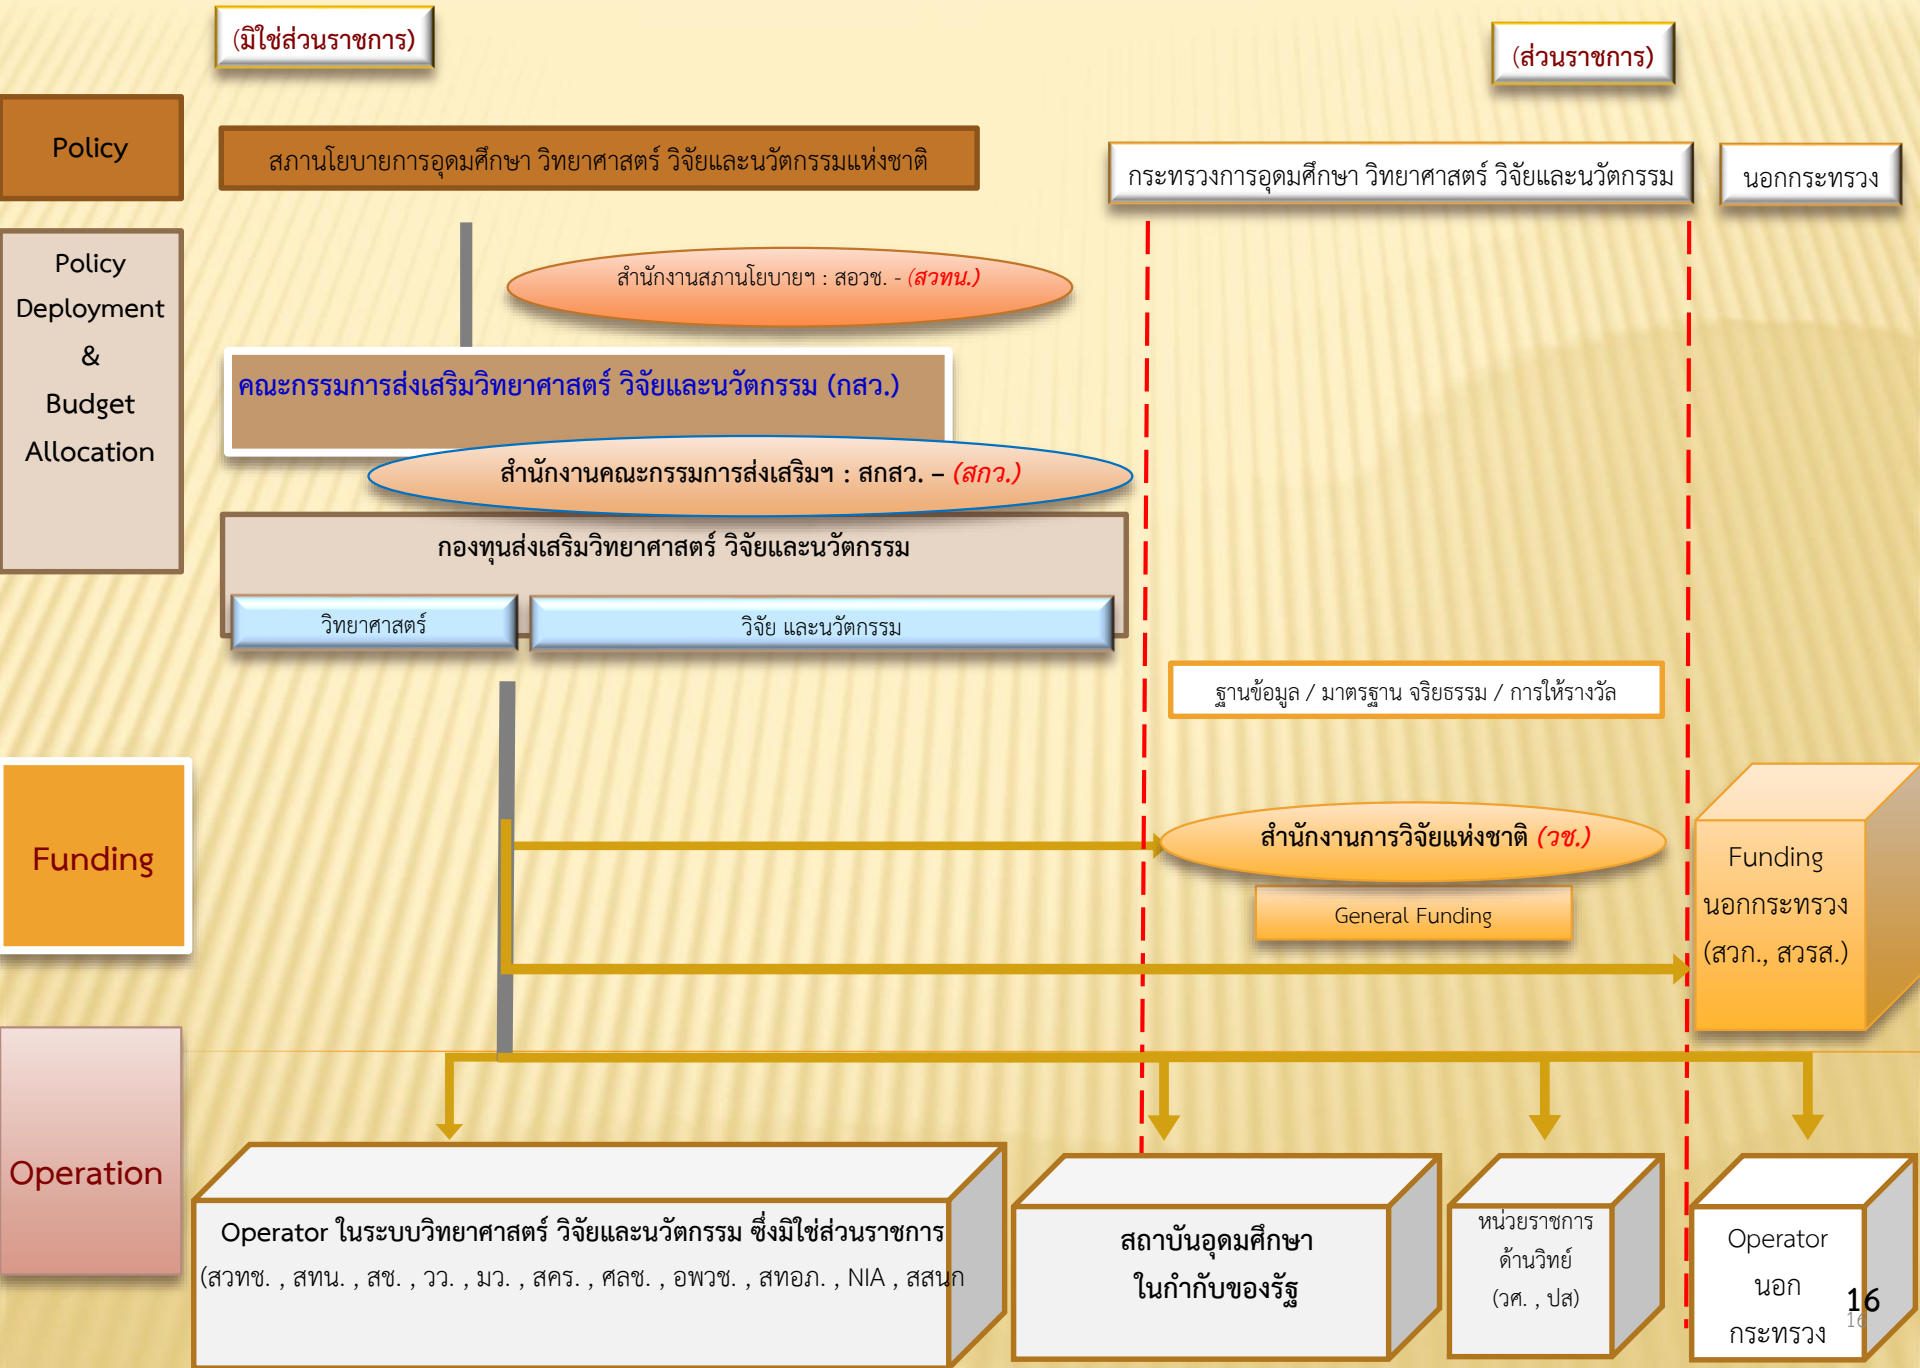 (มิใช่ส่วนราชการ)
(ส่วนราชการ)
Policy
สภานโยบายการอุดมศึกษา วิทยาศาสตร์ วิจัยและนวัตกรรมแห่งชาติ
กระทรวงการอุดมศึกษา วิทยาศาสตร์ วิจัยและนวัตกรรม
นอกกระทรวง
Policy
Deployment
&
Budget
Allocation
สำนักงานสภานโยบายฯ : สอวช. - (สวทน.)
คณะกรรมการส่งเสริมวิทยาศาสตร์ วิจัยและนวัตกรรม (กสว.)
สำนักงานคณะกรรมการส่งเสริมฯ : สกสว. – (สกว.)
กองทุนส่งเสริมวิทยาศาสตร์ วิจัยและนวัตกรรม
วิทยาศาสตร์
วิจัย และนวัตกรรม
ฐานข้อมูล / มาตรฐาน จริยธรรม / การให้รางวัล
Funding
สำนักงานการวิจัยแห่งชาติ (วช.)
General Funding
Funding
นอกกระทรวง
(สวก., สวรส.)
Operation
Operator ในระบบวิทยาศาสตร์ วิจัยและนวัตกรรม ซึ่งมิใช่ส่วนราชการ
(สวทช. , สทน. , สซ. , วว. , มว. , สคร. , ศลช. , อพวช. , สทอภ. , NIA , สสนก
สถาบันอุดมศึกษา
ในกำกับของรัฐ
หน่วยราชการ
ด้านวิทย์
(วศ. , ปส)
Operator
นอก
กระทรวง
16
16